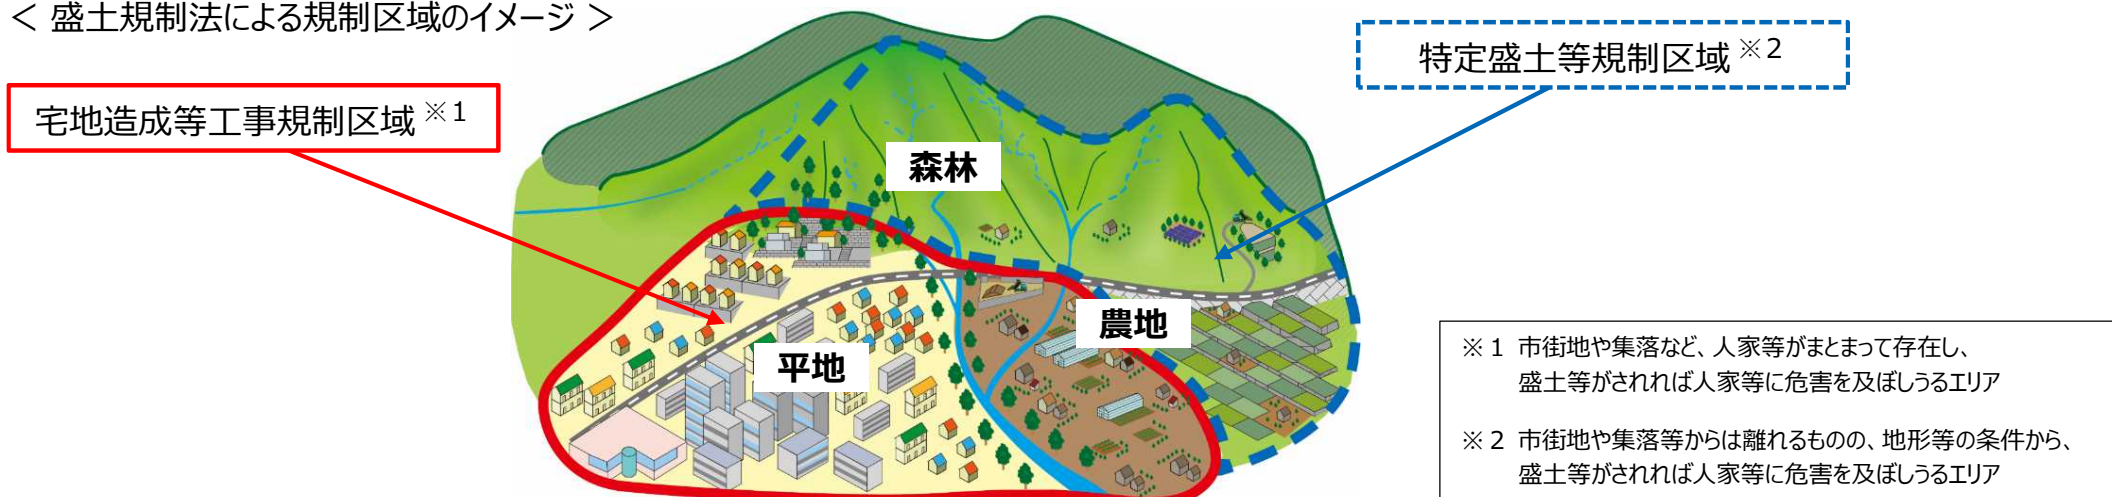 ＜ 盛土規制法による規制区域のイメージ ＞
宅地造成等工事規制区域 ※1
特定盛土等規制区域 ※2
森林
農地
平地
※１ 市街地や集落など、人家等がまとまって存在し、
盛土等がされれば人家等に危害を及ぼしうるエリア
※２ 市街地や集落等からは離れるものの、地形等の条件から、
盛土等がされれば人家等に危害を及ぼしうるエリア